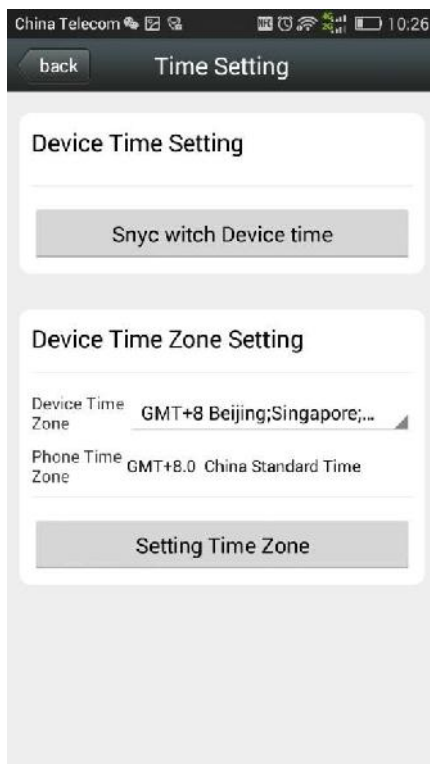 China Telecom 10:26
back Time Setting
Device Time Setting
Snyc witch Device time
Device Time Zone Setting
Device Time
Zone
GMT+8 Beijing;Singapore;...
Phone Time
Zone
GMT+8.0 China Standard Time
Setting Time Zone